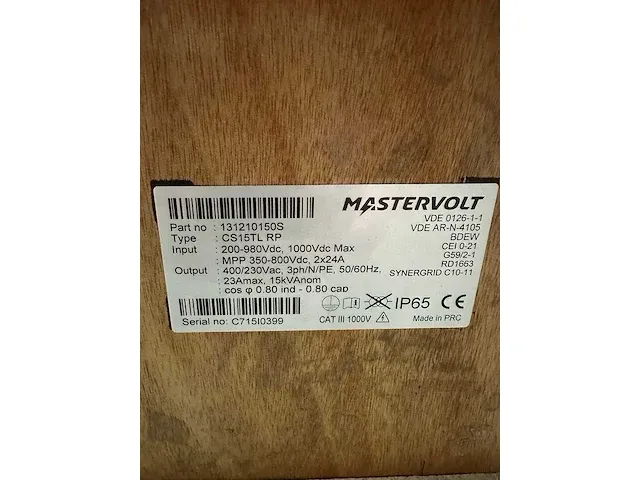 MASTERVOLT
Part no : 131210150S
Type : CS15TL RP
Input : 200-980Vdc, 1000Vdc Max
: MPP 350-800Vdc, 2x24A
Output : 400/230Vac, 3ph/N/PE, 50/60Hz,
: 23Amax, 15kVAnom
: cos φ 0.80 ind - 0.80 cap
VDE 0126-1-1
VDE AR-N-4105
BDEW
CEI 0-21
G59/2-1
RD1663
SYNERGRID C10-11
IP65 CE
Serial no: C715I0399
CAT III 1000V
Made in PRC